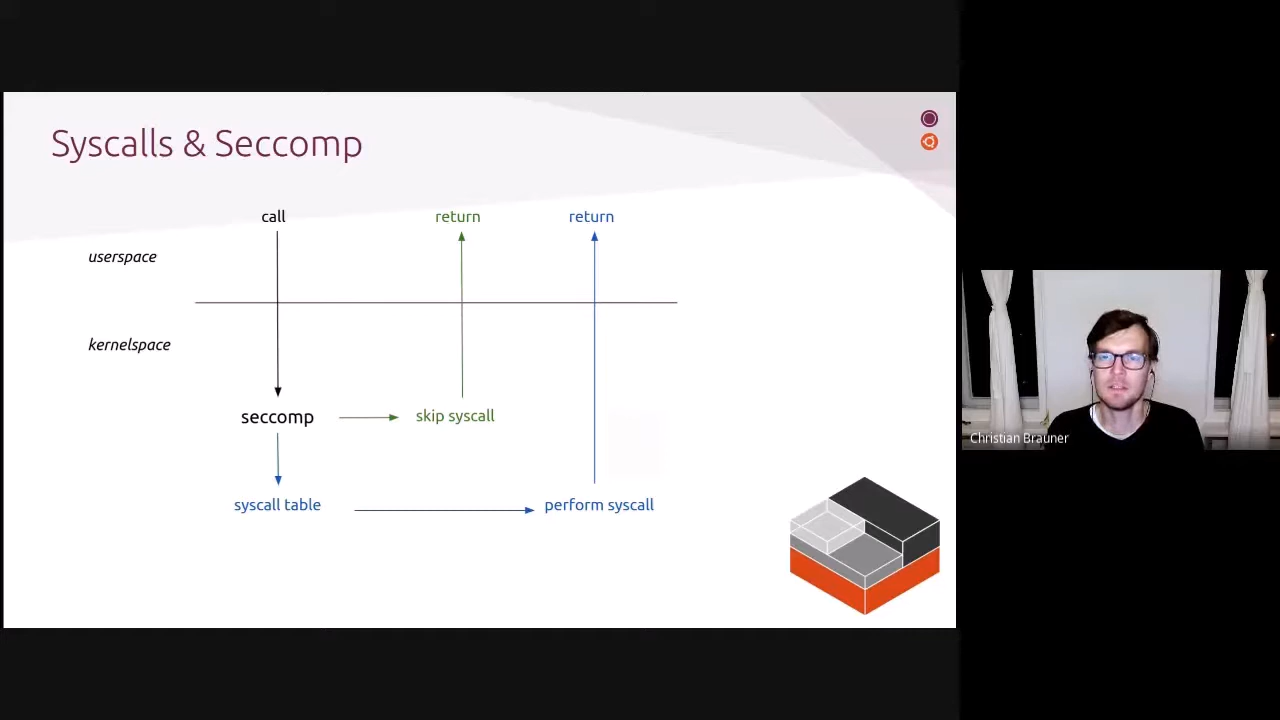 Syscalls & Seccomp
call
return
return
userspace
kernelspace
seccomp
skip syscall
syscall table
perform syscall
Christian Brauner